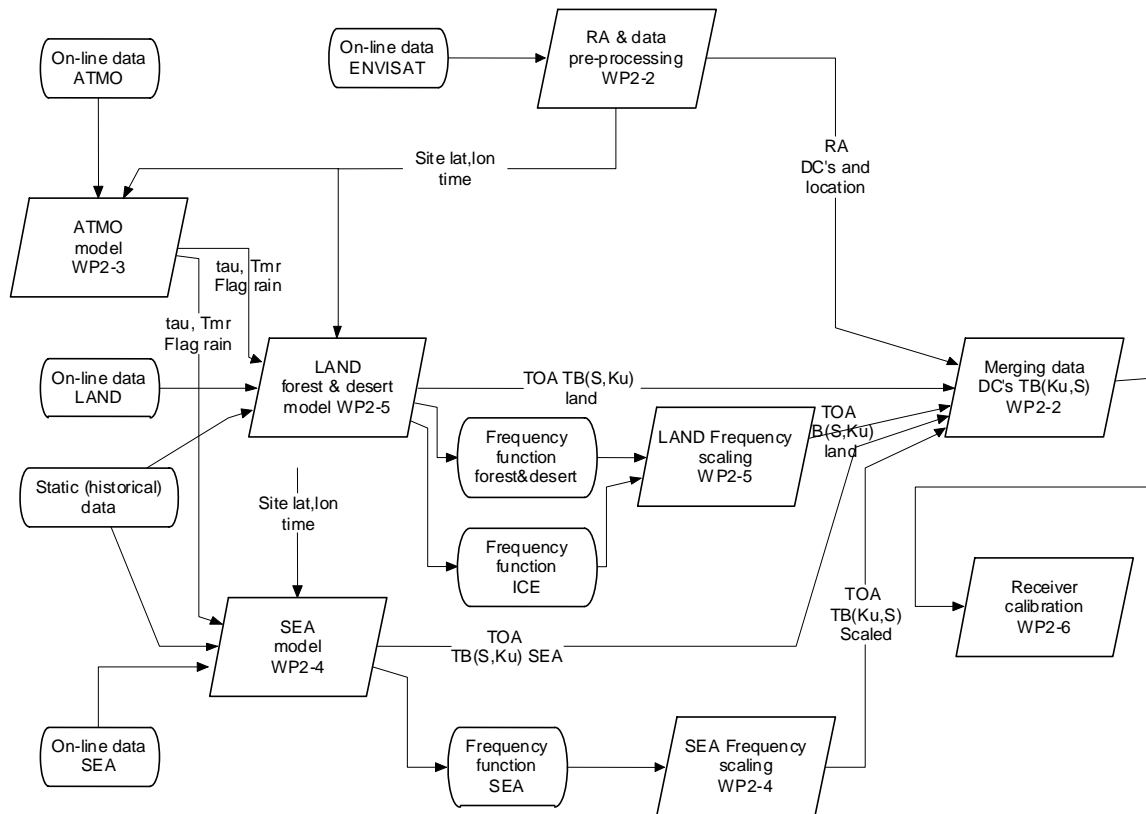 On-line data
ATMO
On-line data
ENVISAT
RA & data
pre-processing
WP2-2
Site lat,lon
time
RA
DC's and
location
ATMO
model
WP2-3
tau, Tmr
Flag rain
tau, Tmr
Flag rain
On-line data
LAND
LAND
forest & desert
model WP2-5
TOA TB(S,Ku)
land
Merging data
DC's TB(Ku,S)
WP2-2
Frequency
function
forest&desert
LAND Frequency
scaling
WP2-5
TOA
B(S,Ku)
land
Static (historical)
data
Site lat,lon
time
Frequency
function
ICE
SEA
model
WP2-4
TOA
TB(S,Ku) SEA
TOA
TB(Ku,S)
Scaled
Receiver
calibration
WP2-6
On-line data
SEA
Frequency
function
SEA
SEA Frequency
scaling
WP2-4